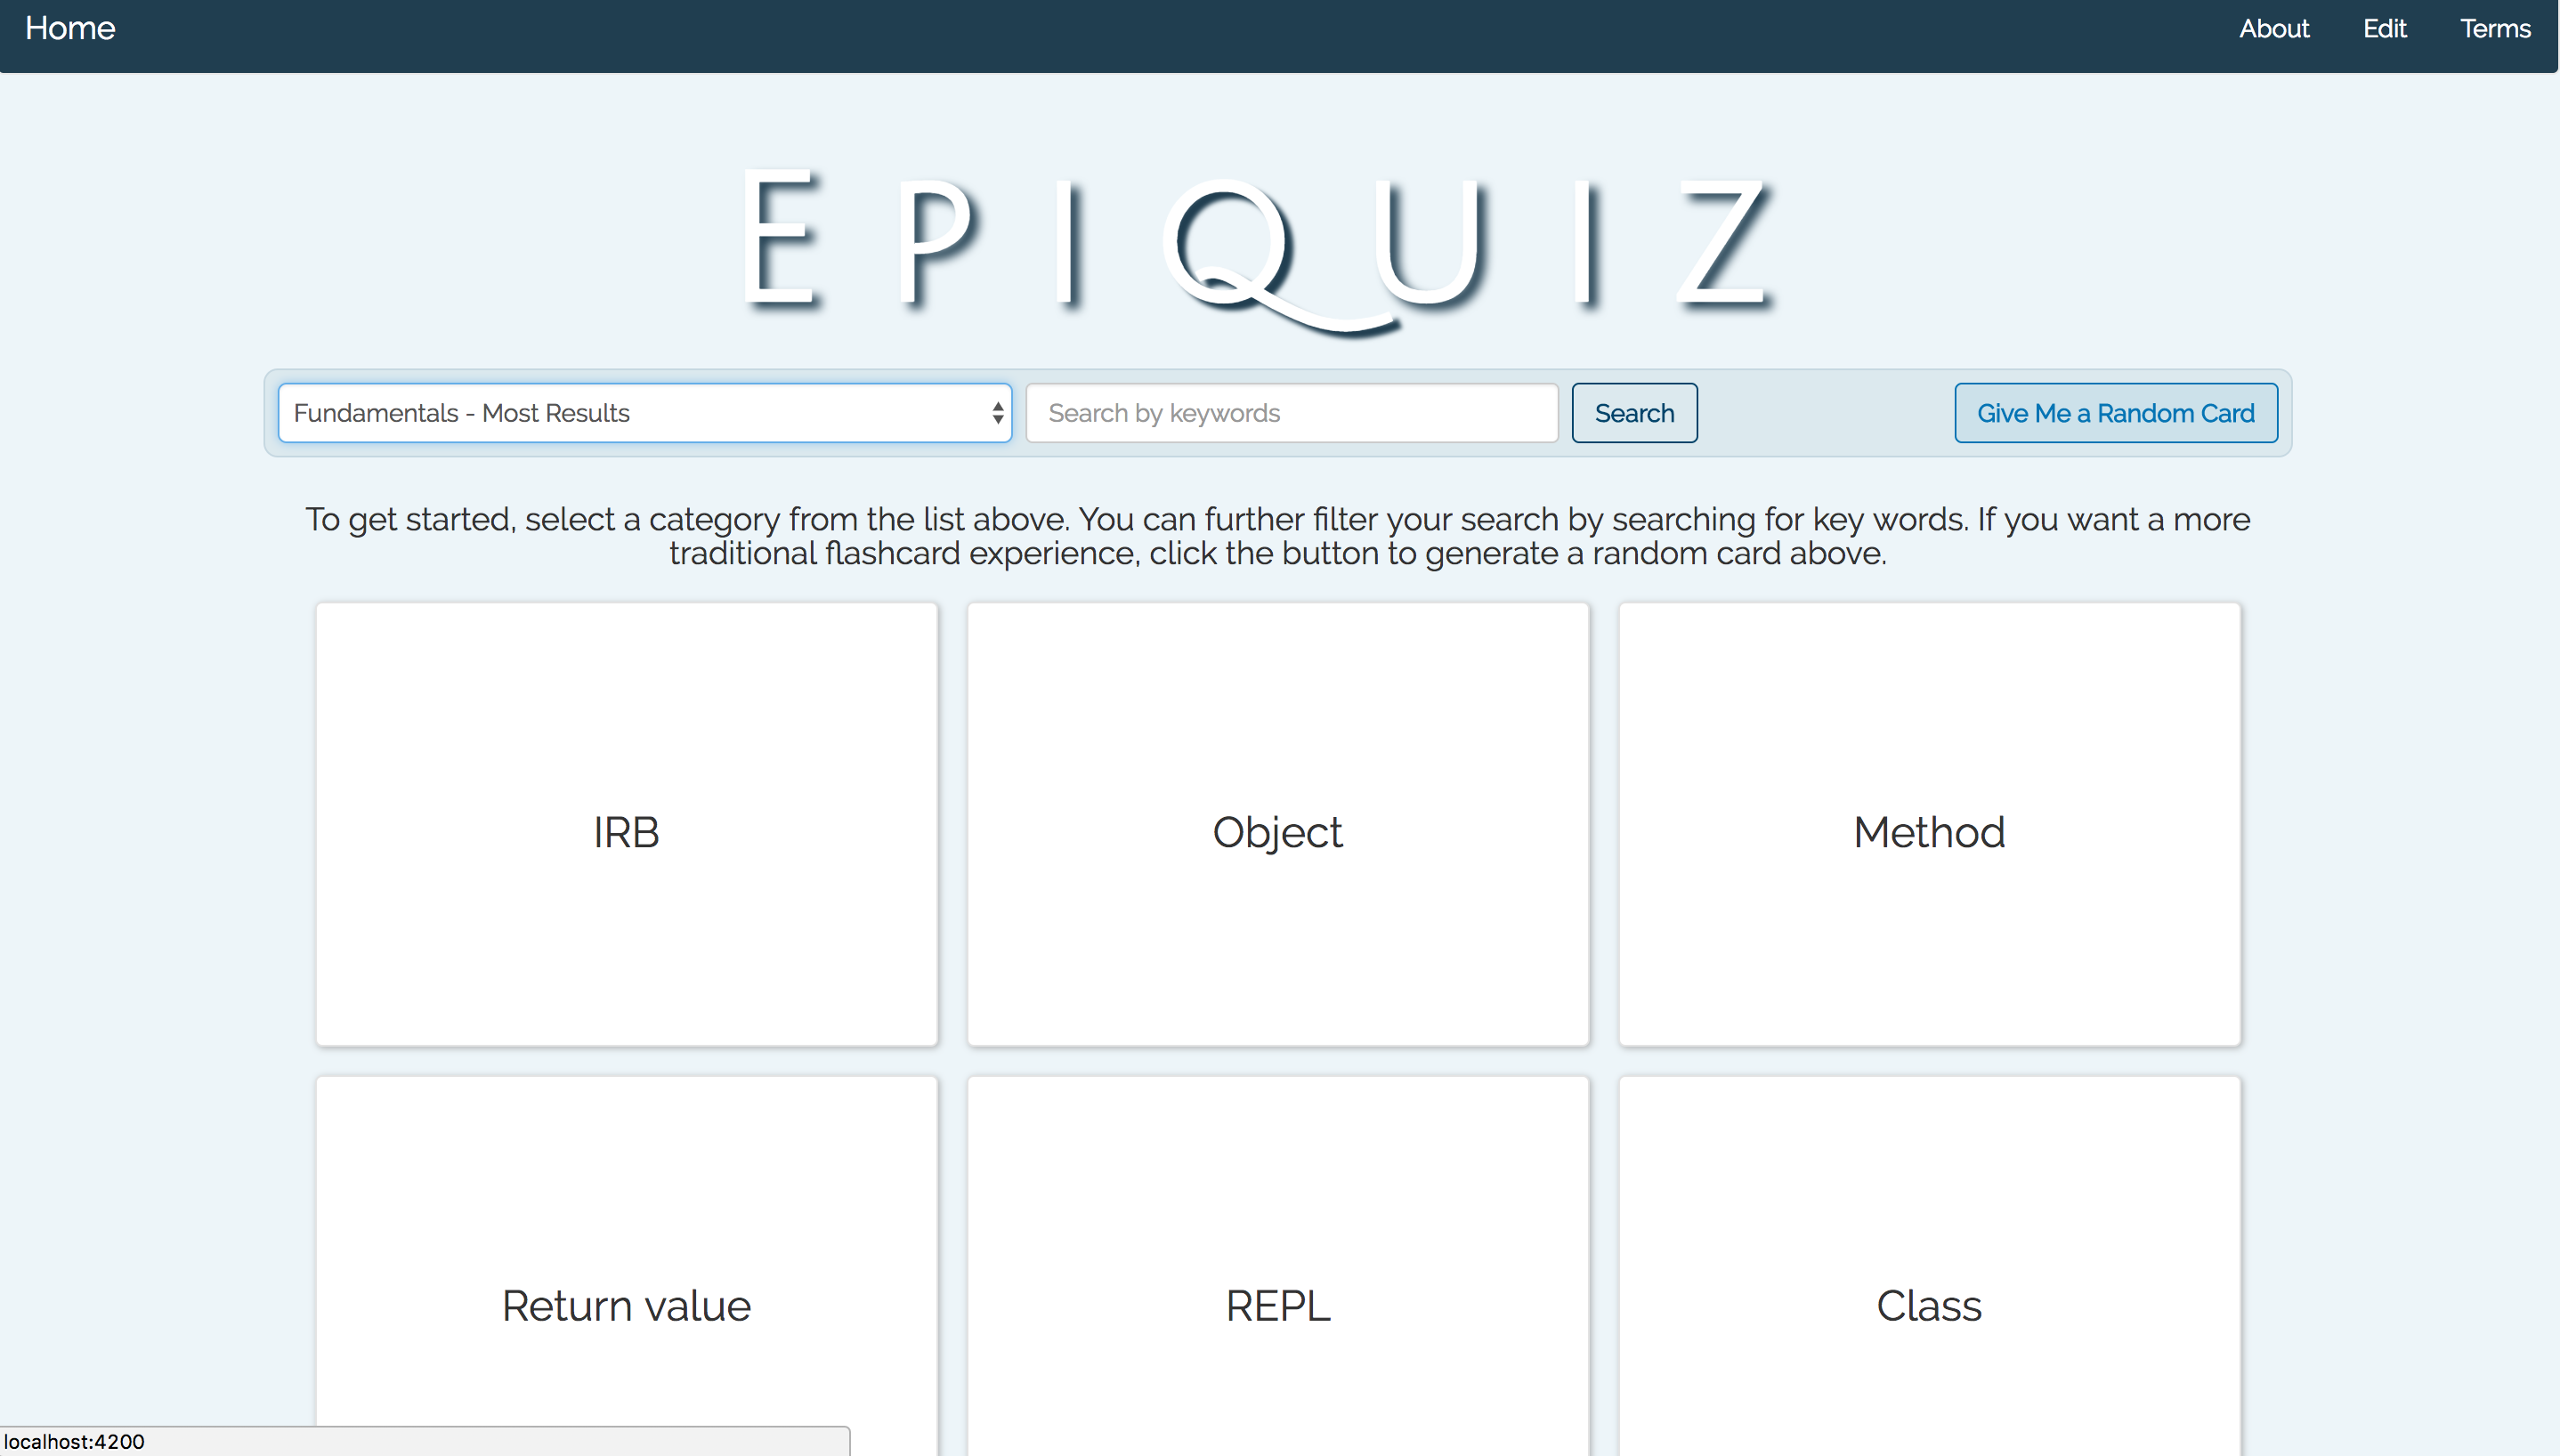 Home
About
Edit
Terms
EPIQUIZ
Fundamentals - Most Results
Search by keywords
Search
Give Me a Random Card
To get started, select a category from the list above. You can further filter your search by searching for key words. If you want a more
traditional flashcard experience, click the button to generate a random card above.
IRB
Object
Method
Return value
REPL
Class
localhost:4200